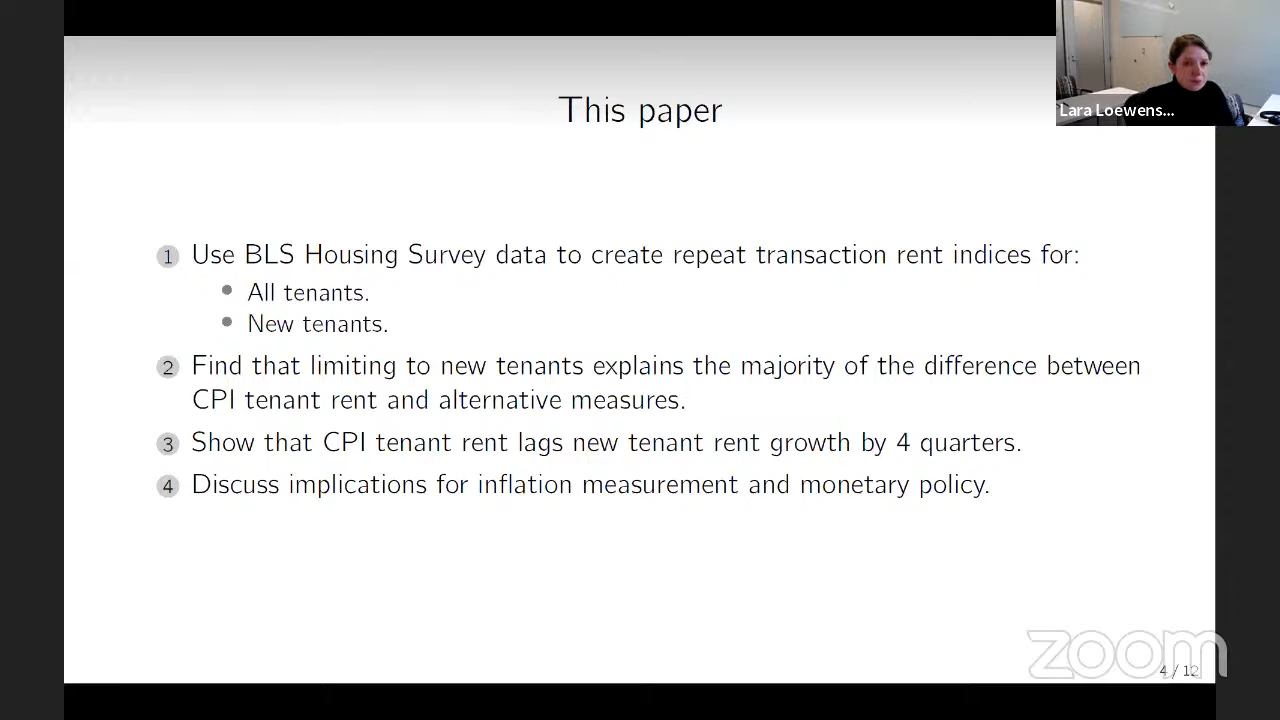 This paper
Lara Loewens...
1 Use BLS Housing Survey data to create repeat transaction rent indices for:
• All tenants.
• New tenants.
2 Find that limiting to new tenants explains the majority of the difference between
CPI tenant rent and alternative measures.
3 Show that CPI tenant rent lags new tenant rent growth by 4 quarters.
4 Discuss implications for inflation measurement and monetary policy.
zoom
4 / 12